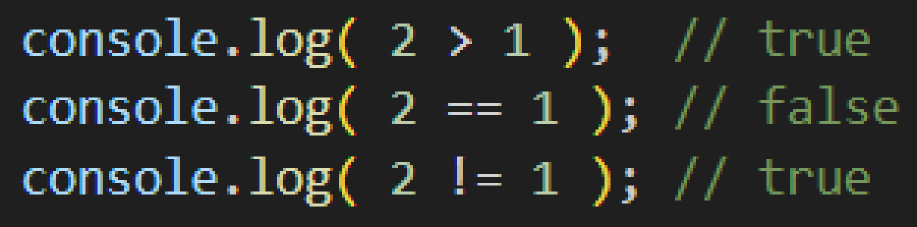 console.log( 2 > 1 );  // true
console.log( 2 == 1 ); // false
console.log( 2 != 1 ); // true